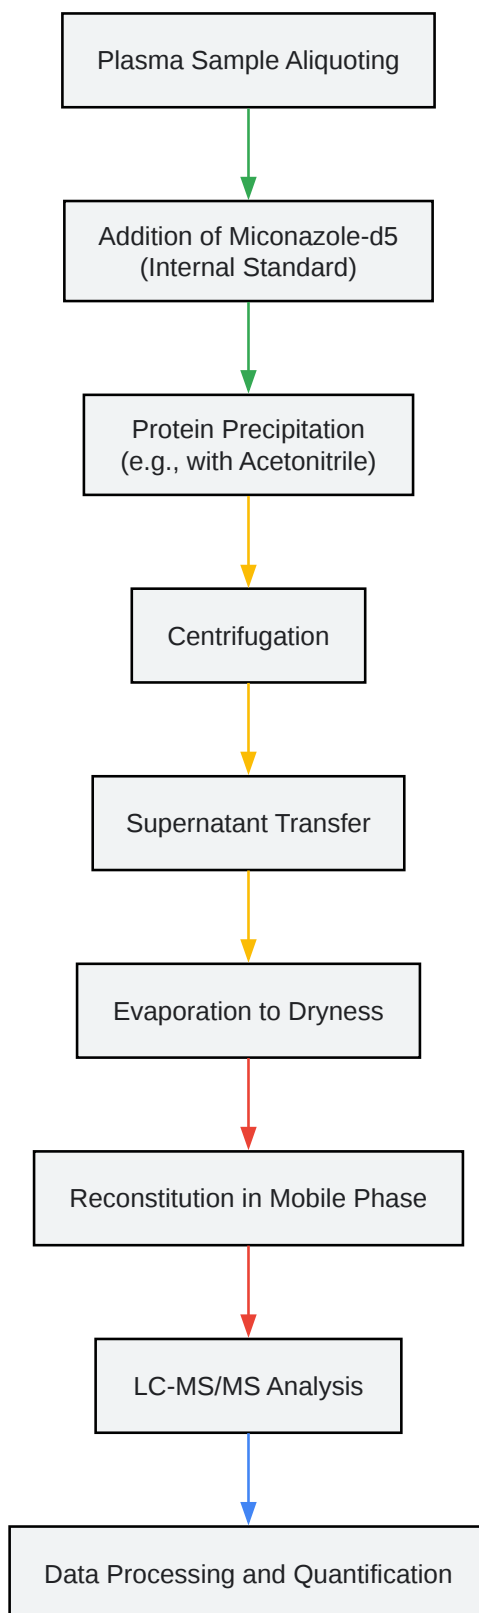 Plasma Sample Aliquoting
Addition of Miconazole-d5
(Internal Standard)
Protein Precipitation
(e.g., with Acetonitrile)
Centrifugation
Supernatant Transfer
Evaporation to Dryness
Reconstitution in Mobile Phase
LC-MS/MS Analysis
Data Processing and Quantification